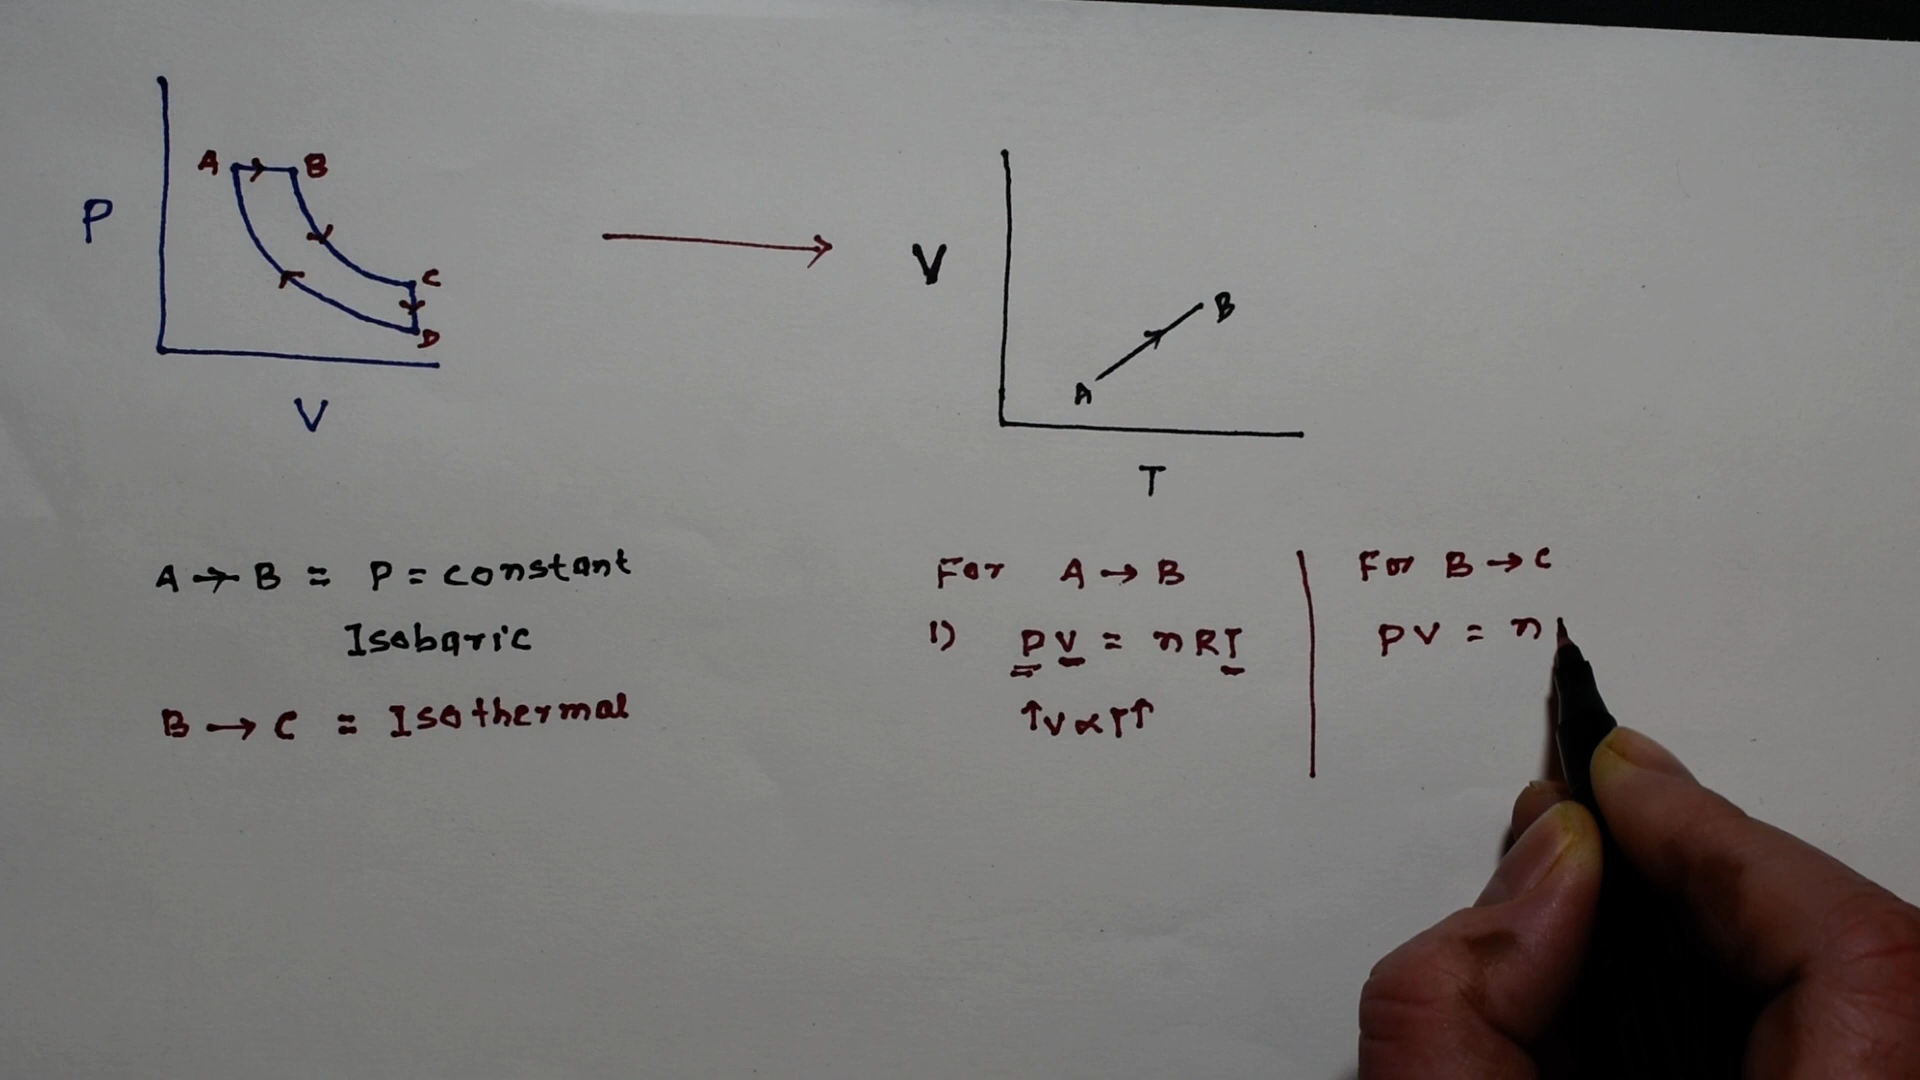 A B
P
C
D
V
V
B
A
T
A → B = P = constant
Isobaric
B → C = Isothermal
For A → B
1) PV = nRT
↑V ∝ T↑
For B → C
PV = n